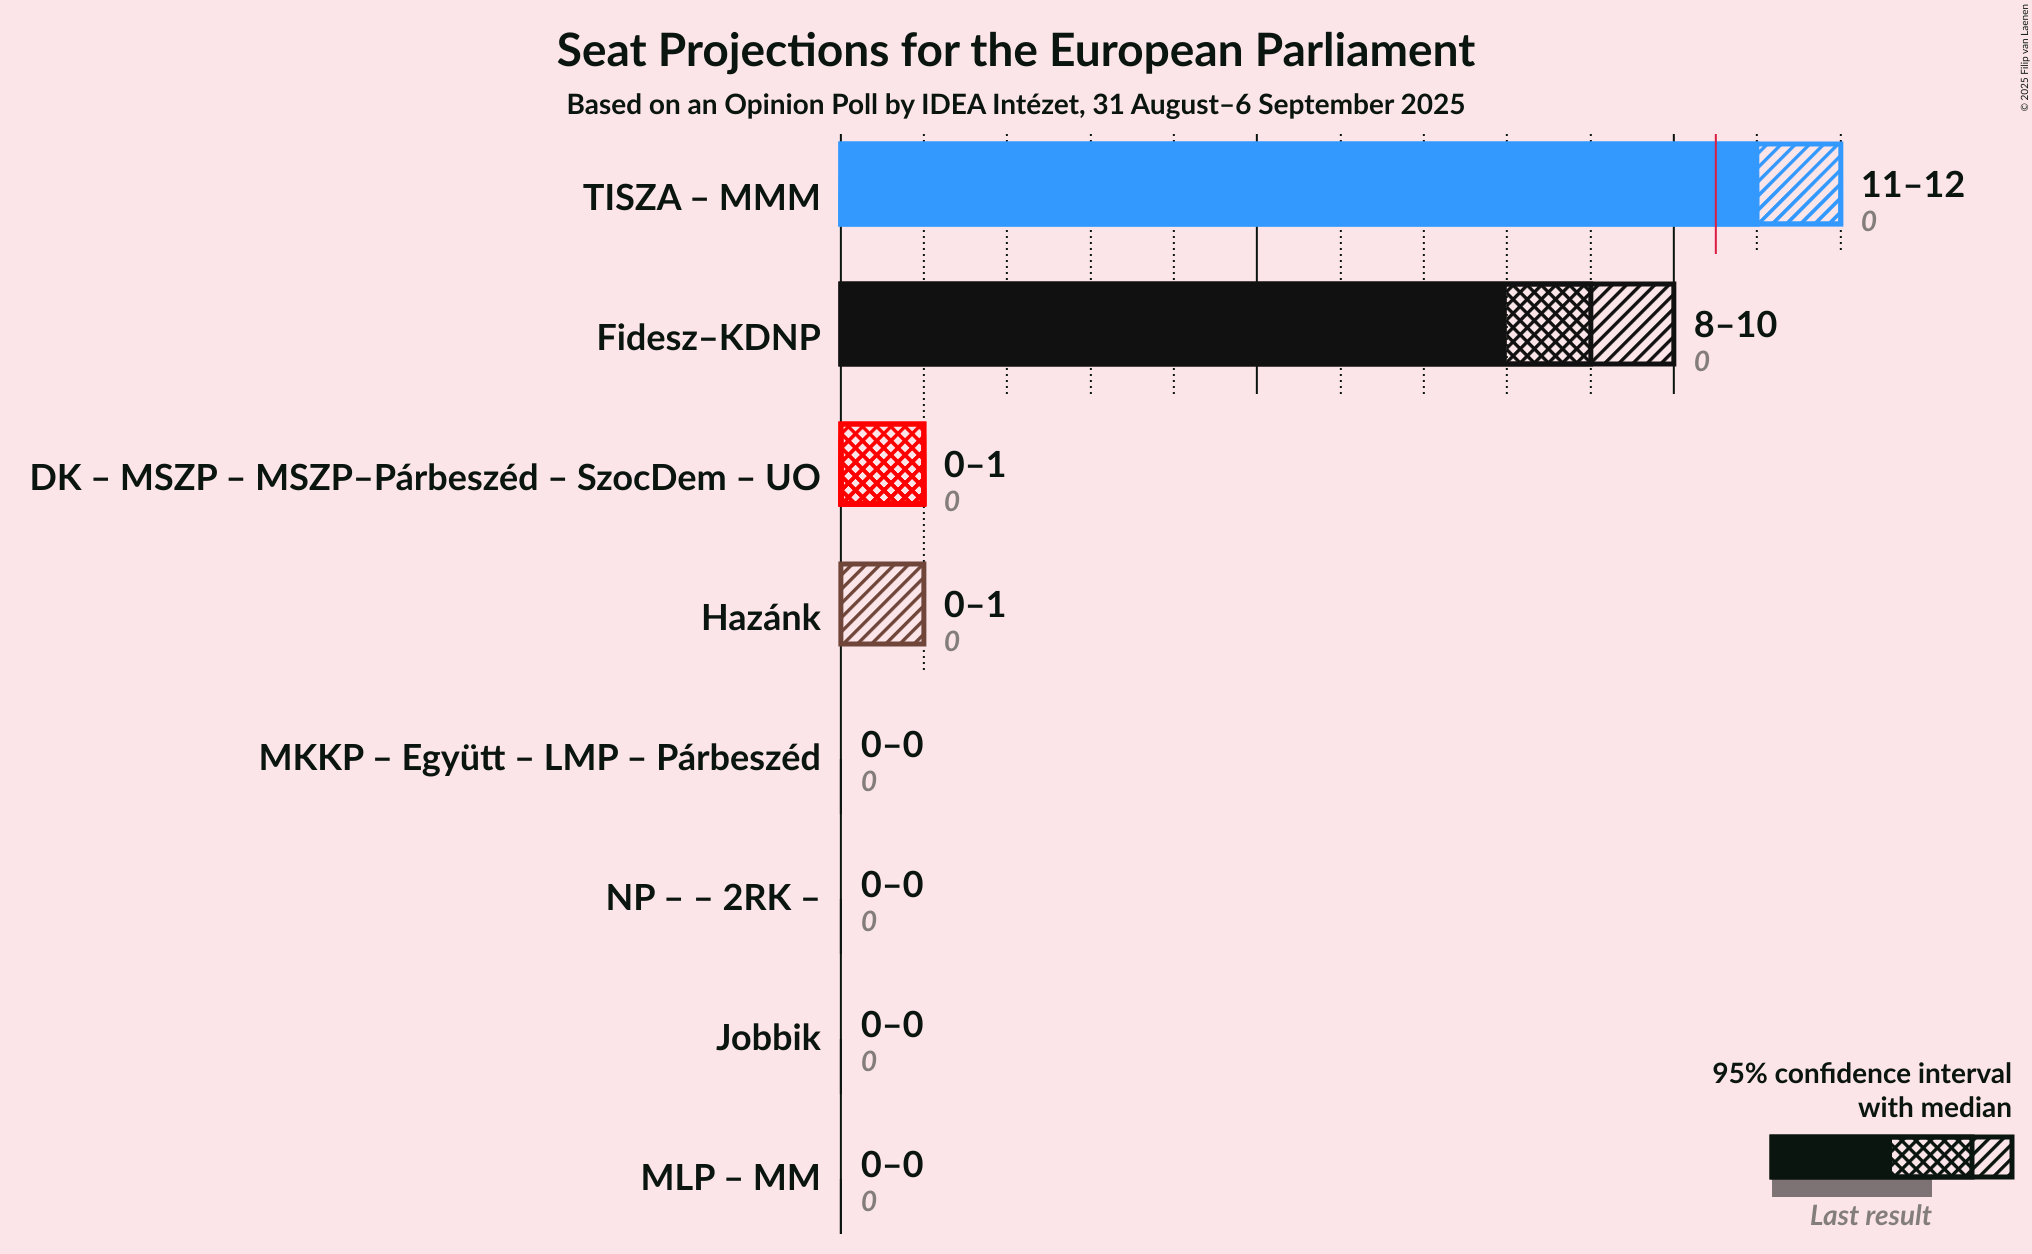 Seat Projections for the European Parliament
Based on an Opinion Poll by IDEA Intézet, 31 August–6 September 2025
© 2025 Filip van Laenen
TISZA – MMM
11–12
0
Fidesz–KDNP
8–10
0
DK – MSZP – MSZP–Párbeszéd – SzocDem – UO
0–1
0
Hazánk
0–1
0
MKKP – Együtt – LMP – Párbeszéd
0–0
0
NP – – 2RK –
0–0
0
Jobbik
0–0
0
MLP – MM
0–0
0
95% confidence interval
with median
Last result